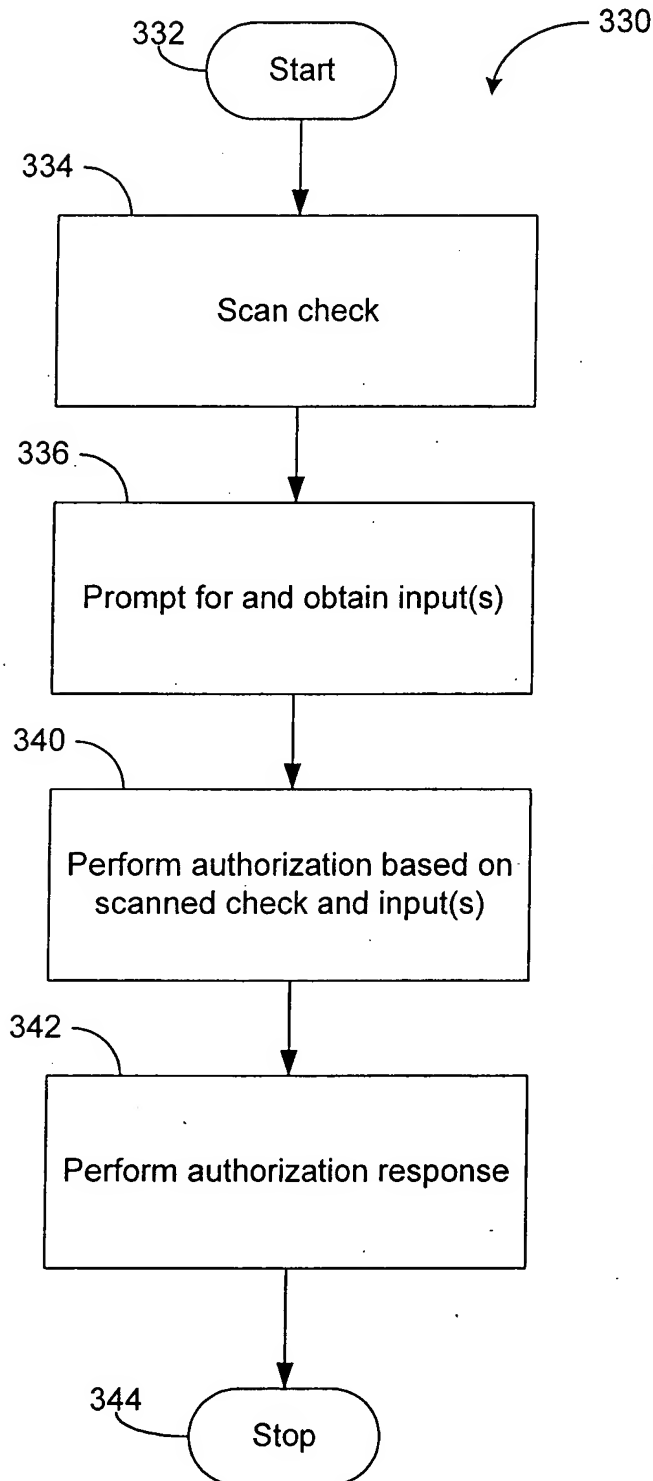 330
332
Start
334
Scan check
336
Prompt for and obtain input(s)
340
Perform authorization based on
scanned check and input(s)
342
Perform authorization response
344
Stop